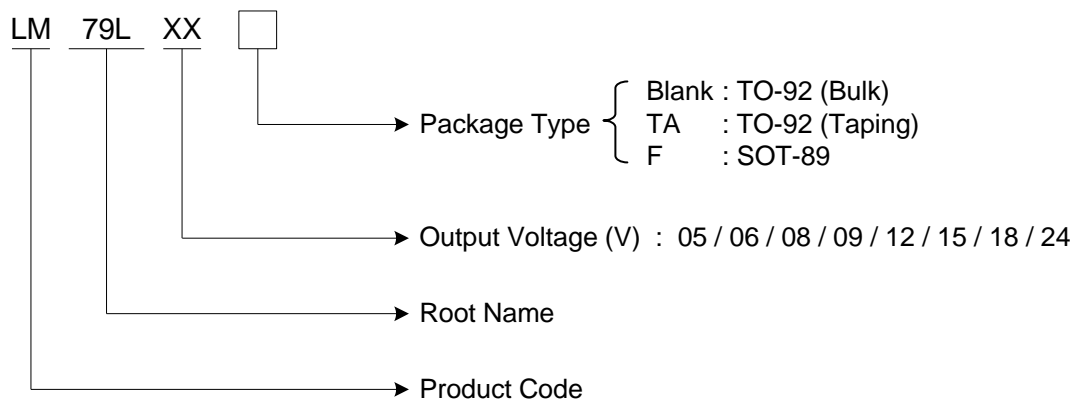 LM 79L XX
Blank : TO-92 (Bulk)
Package Type TA : TO-92 (Taping)
F : SOT-89
Output Voltage (V) : 05 / 06 / 08 / 09 / 12 / 15 / 18 / 24
Root Name
Product Code